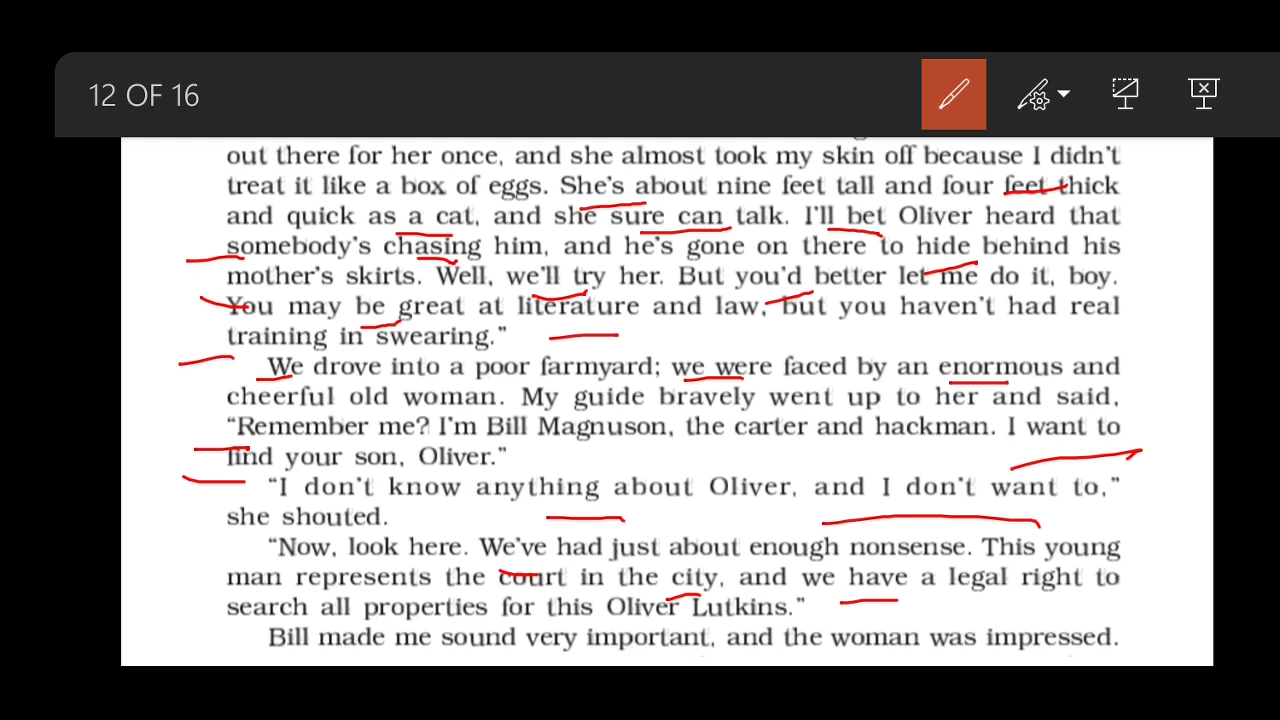 12 OF 16
out there for her once, and she almost took my skin off because I didn't
treat it like a box of eggs. She's about nine feet tall and four feet thick
and quick as a cat, and she sure can talk. I'll bet Oliver heard that
somebody's chasing him, and he's gone on there to hide behind his
mother's skirts. Well, we'll try her. But you'd better let me do it, boy.
You may be great at literature and law, but you haven't had real
training in swearing."
We drove into a poor farmyard; we were faced by an enormous and
cheerful old woman. My guide bravely went up to her and said,
"Remember me? I'm Bill Magnuson, the carter and hackman. I want to
find your son, Oliver."
"I don't know anything about Oliver, and I don't want to,"
she shouted.
"Now, look here. We've had just about enough nonsense. This young
man represents the court in the city, and we have a legal right to
search all properties for this Oliver Lutkins."
Bill made me sound very important, and the woman was impressed.